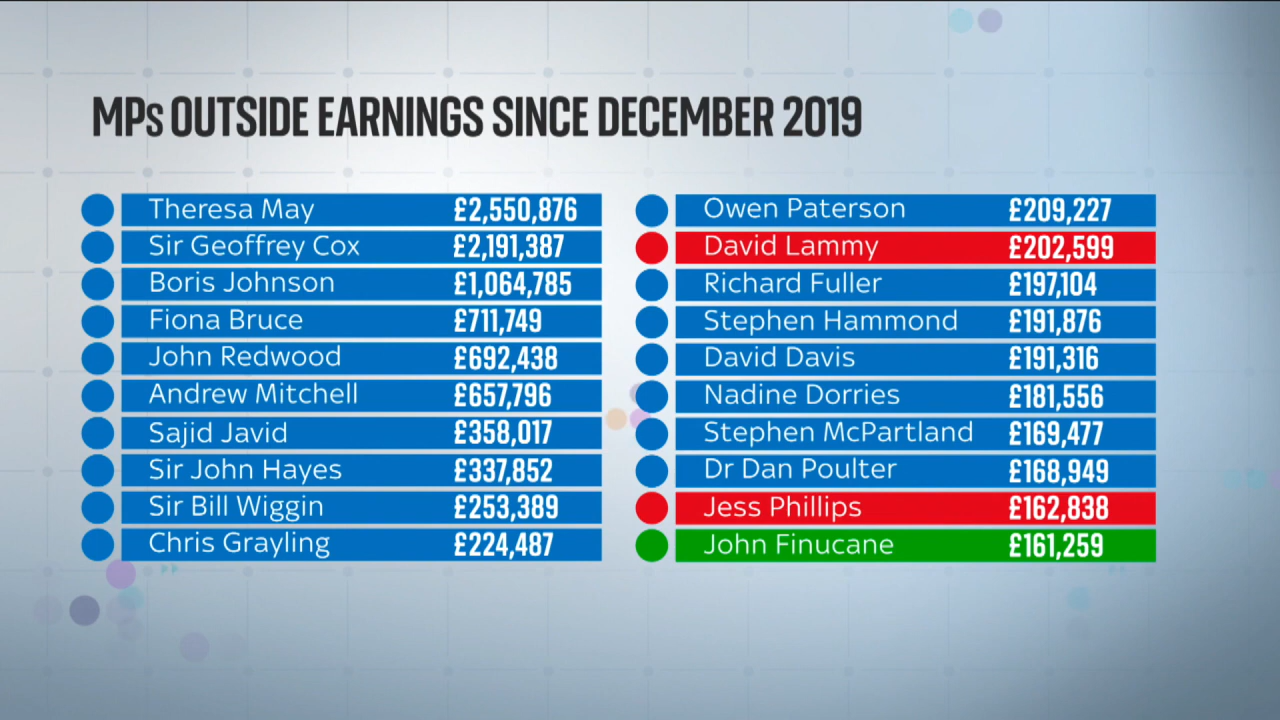 MPs OUTSIDE EARNINGS SINCE DECEMBER 2019
Theresa May £2,550,876
Sir Geoffrey Cox £2,191,387
Boris Johnson £1,064,785
Fiona Bruce £711,749
John Redwood £692,438
Andrew Mitchell £657,796
Sajid Javid £358,017
Sir John Hayes £337,852
Sir Bill Wiggin £253,389
Chris Grayling £224,487
Owen Paterson £209,227
David Lammy £202,599
Richard Fuller £197,104
Stephen Hammond £191,876
David Davis £191,316
Nadine Dorries £181,556
Stephen McPartland £169,477
Dr Dan Poulter £168,949
Jess Phillips £162,838
John Finucane £161,259